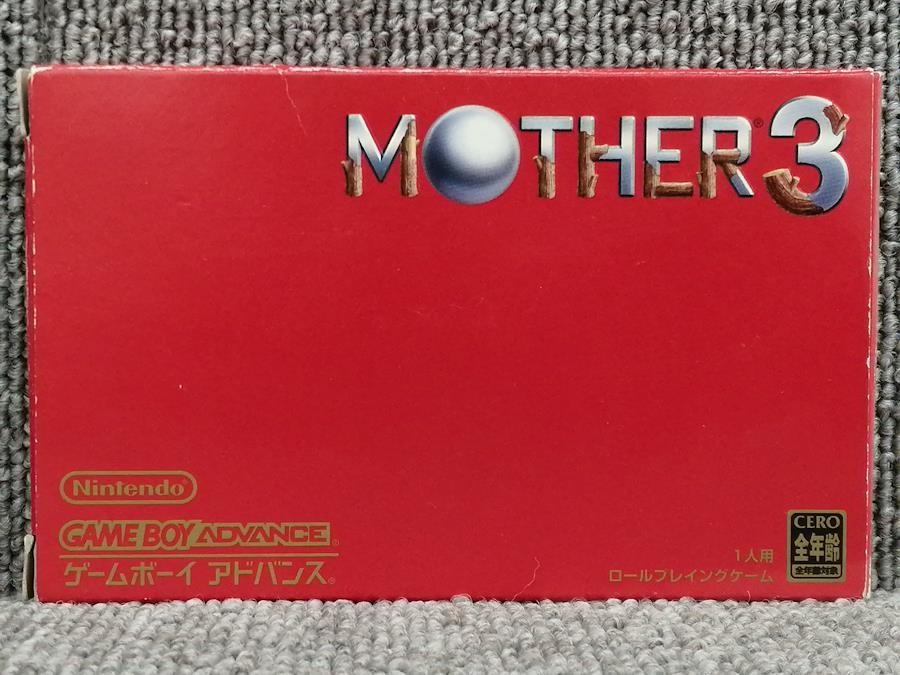 MOTHER® 3
Nintendo®
GAME BOY ADVANCE®
ゲームボーイ アドバンス®
1人用
ロールプレイングゲーム
CERO
全年齢
全年齢対象